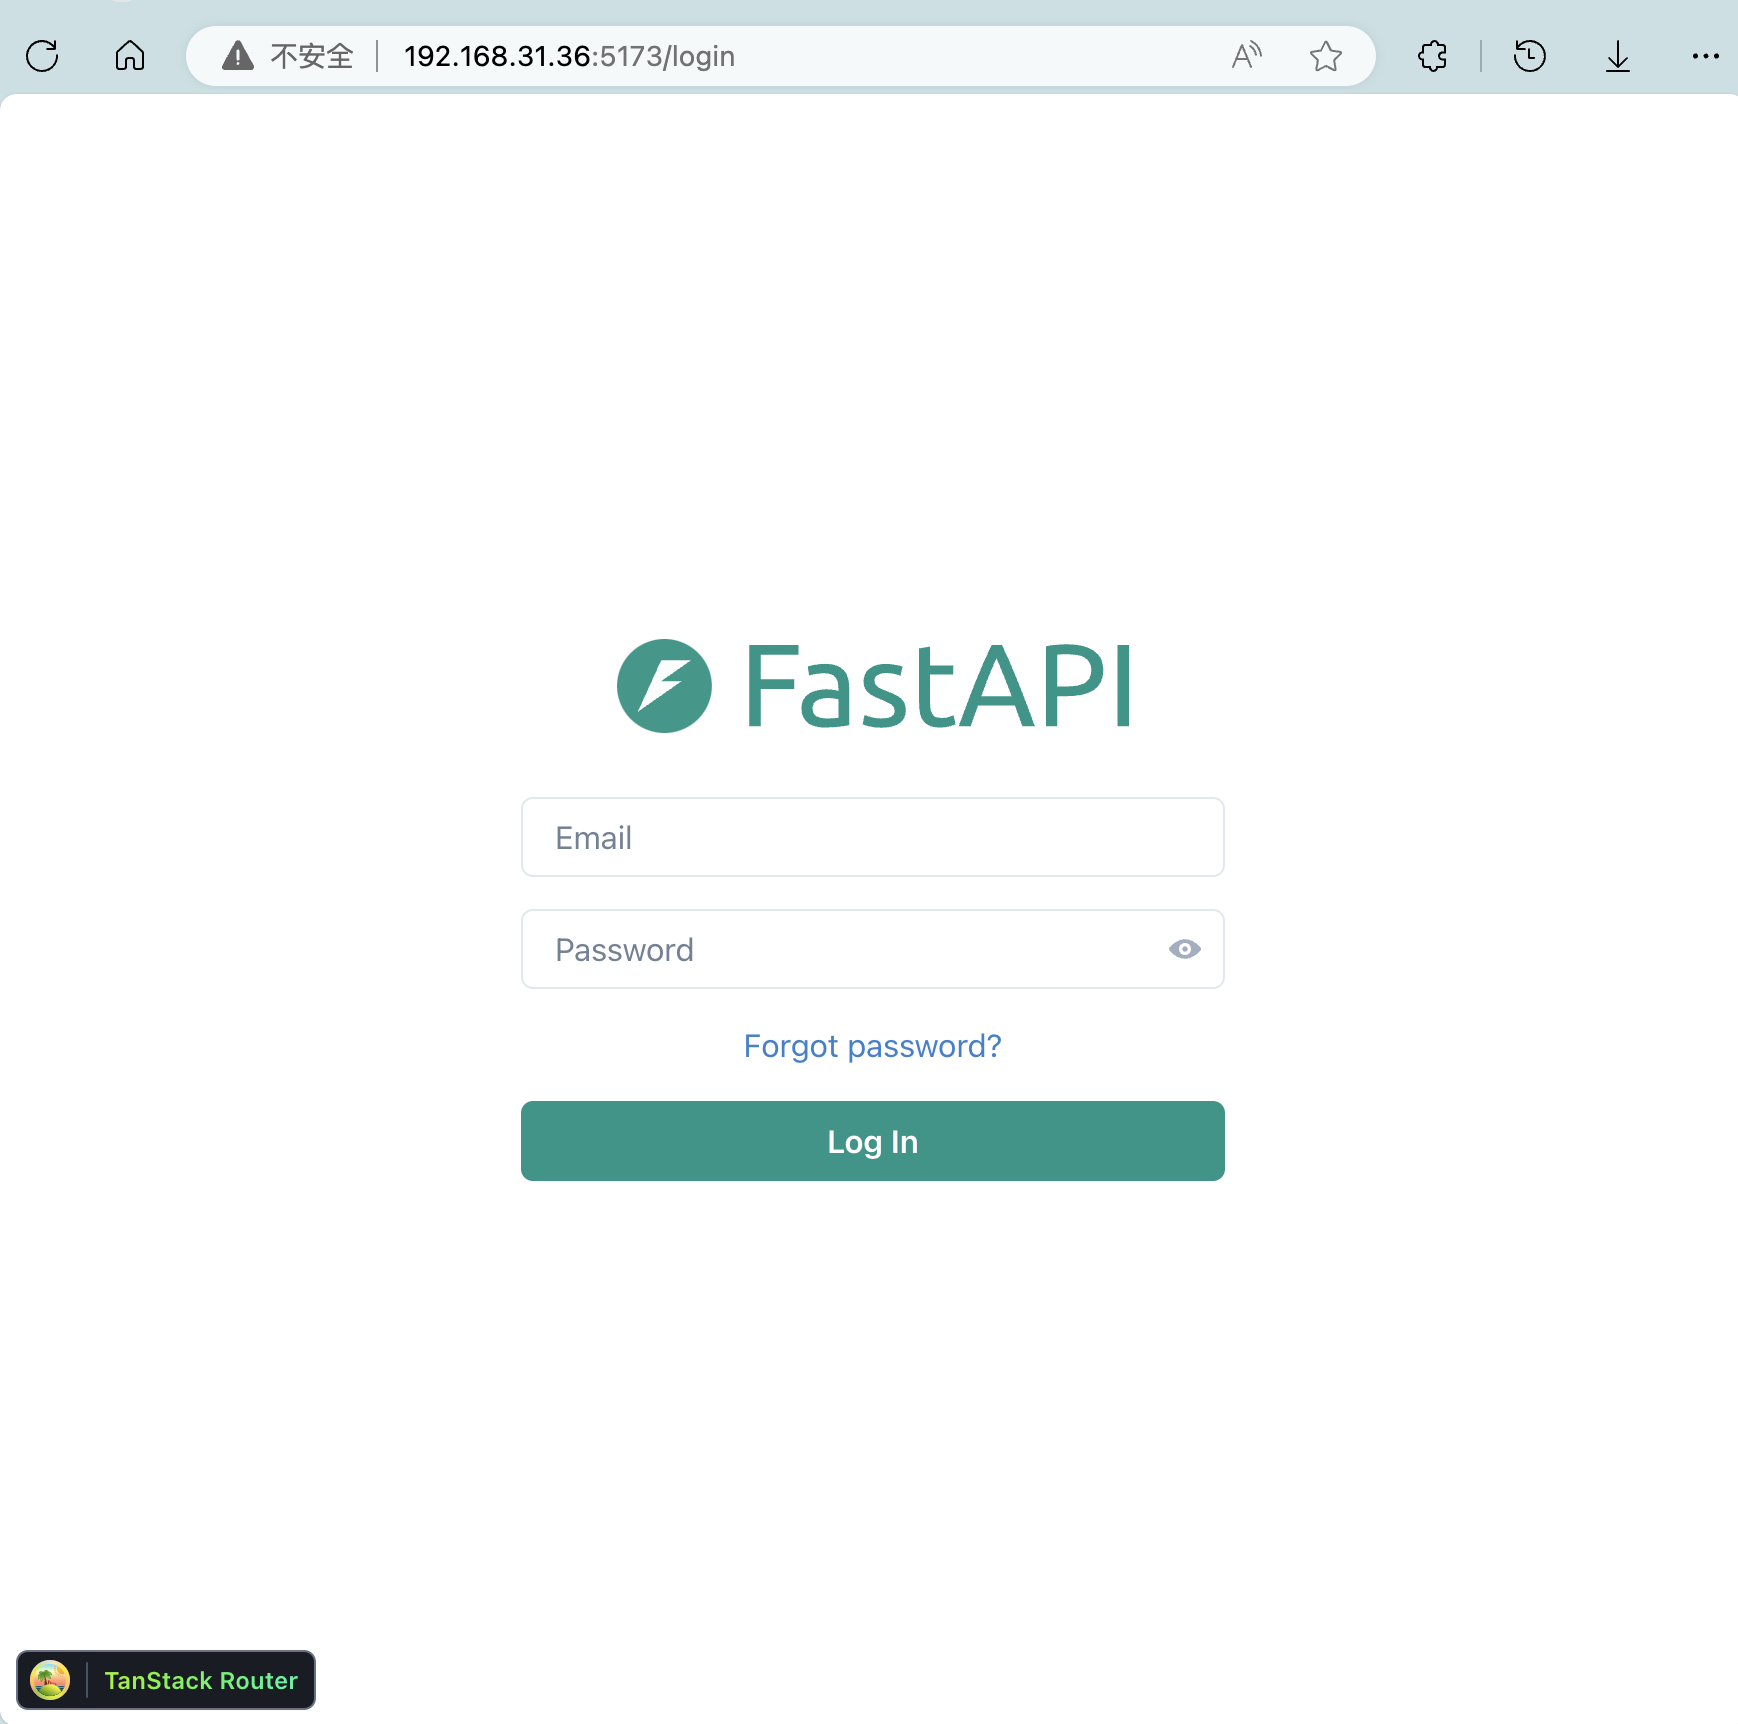 不安全 192.168.31.36:5173/login
FastAPI
Email
Password
Forgot password?
Log In
TanStack Router